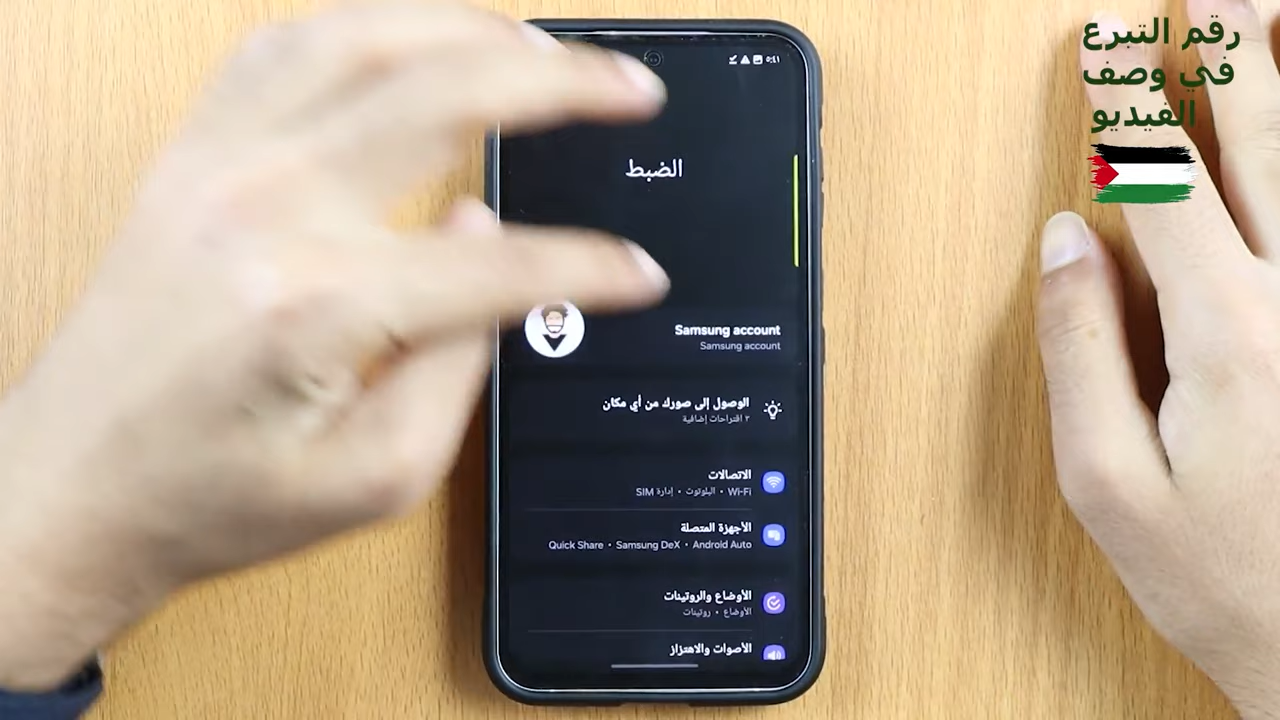 رقم التبرع
في وصف
الفيديو
٥:٤١
الضبط
Samsung account
Samsung account
الوصول إلى صورك من أي مكان
٢ اقتراحات إضافية
الاتصالات
Wi-Fi • البلوتوث • إدارة SIM
الأجهزة المتصلة
Quick Share • Samsung DeX • Android Auto
الأوضاع والروتينات
الأوضاع • روتينات
الأصوات والاهتزاز